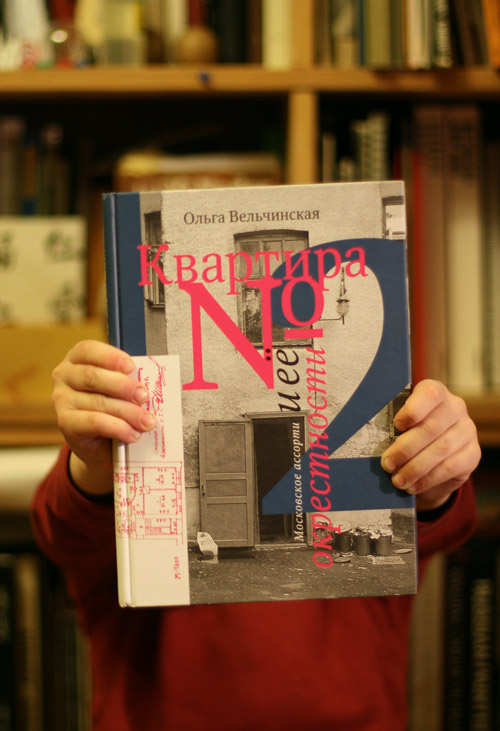 Ольга Вельчинская
Квартира
№
2
и ее
окрестности
Московское ассорти